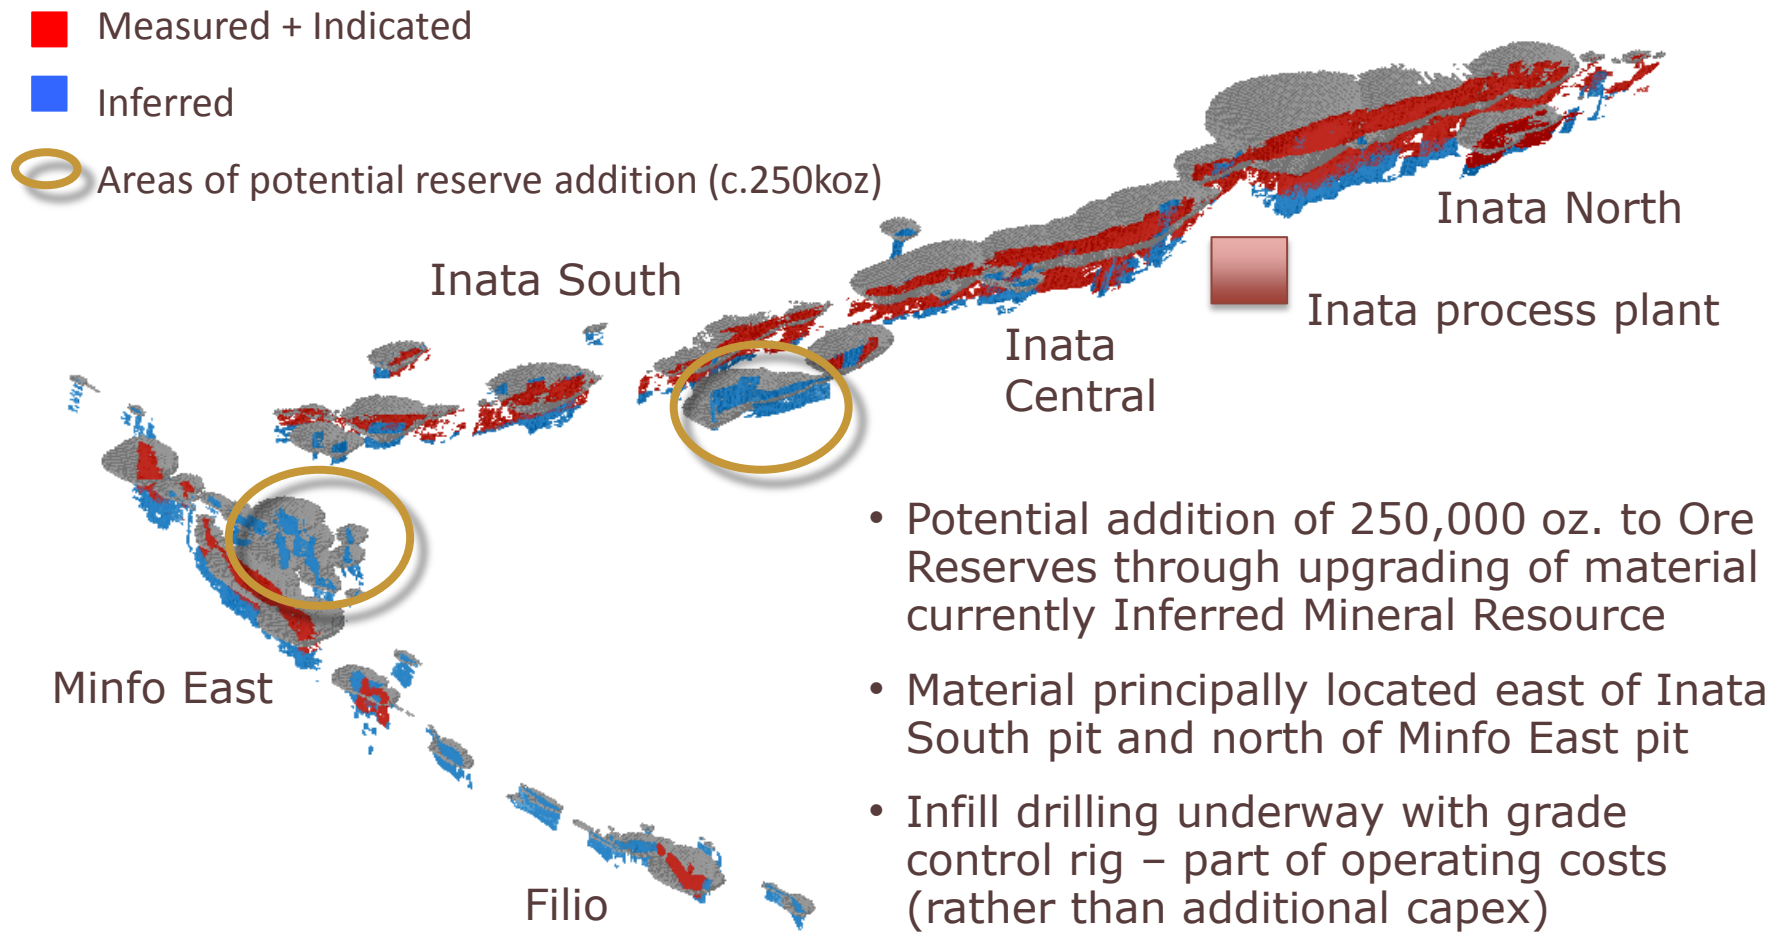 Measured + Indicated
Inferred
Areas of potential reserve addition (c.250koz)
Inata North
Inata South
Inata process plant
Inata
Central
Minfo East
Filio
• Potential addition of 250,000 oz. to Ore
Reserves through upgrading of material
currently Inferred Mineral Resource
• Material principally located east of Inata
South pit and north of Minfo East pit
• Infill drilling underway with grade
control rig – part of operating costs
(rather than additional capex)